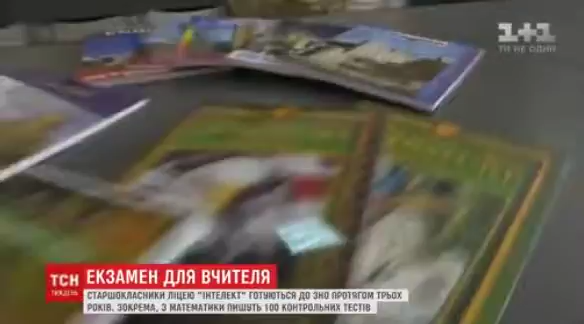 1+1
ТИ НЕ ОДИН
ТСН
ТИЖДЕНЬ
ЕКЗАМЕН ДЛЯ ВЧИТЕЛЯ
СТАРШОКЛАСНИКИ ЛІЦЕЮ "ІНТЕЛЕКТ" ГОТУЮТЬСЯ ДО ЗНО ПРОТЯГОМ ТРЬОХ
РОКІВ. ЗОКРЕМА, З МАТЕМАТИКИ ПИШУТЬ 100 КОНТРОЛЬНИХ ТЕСТІВ